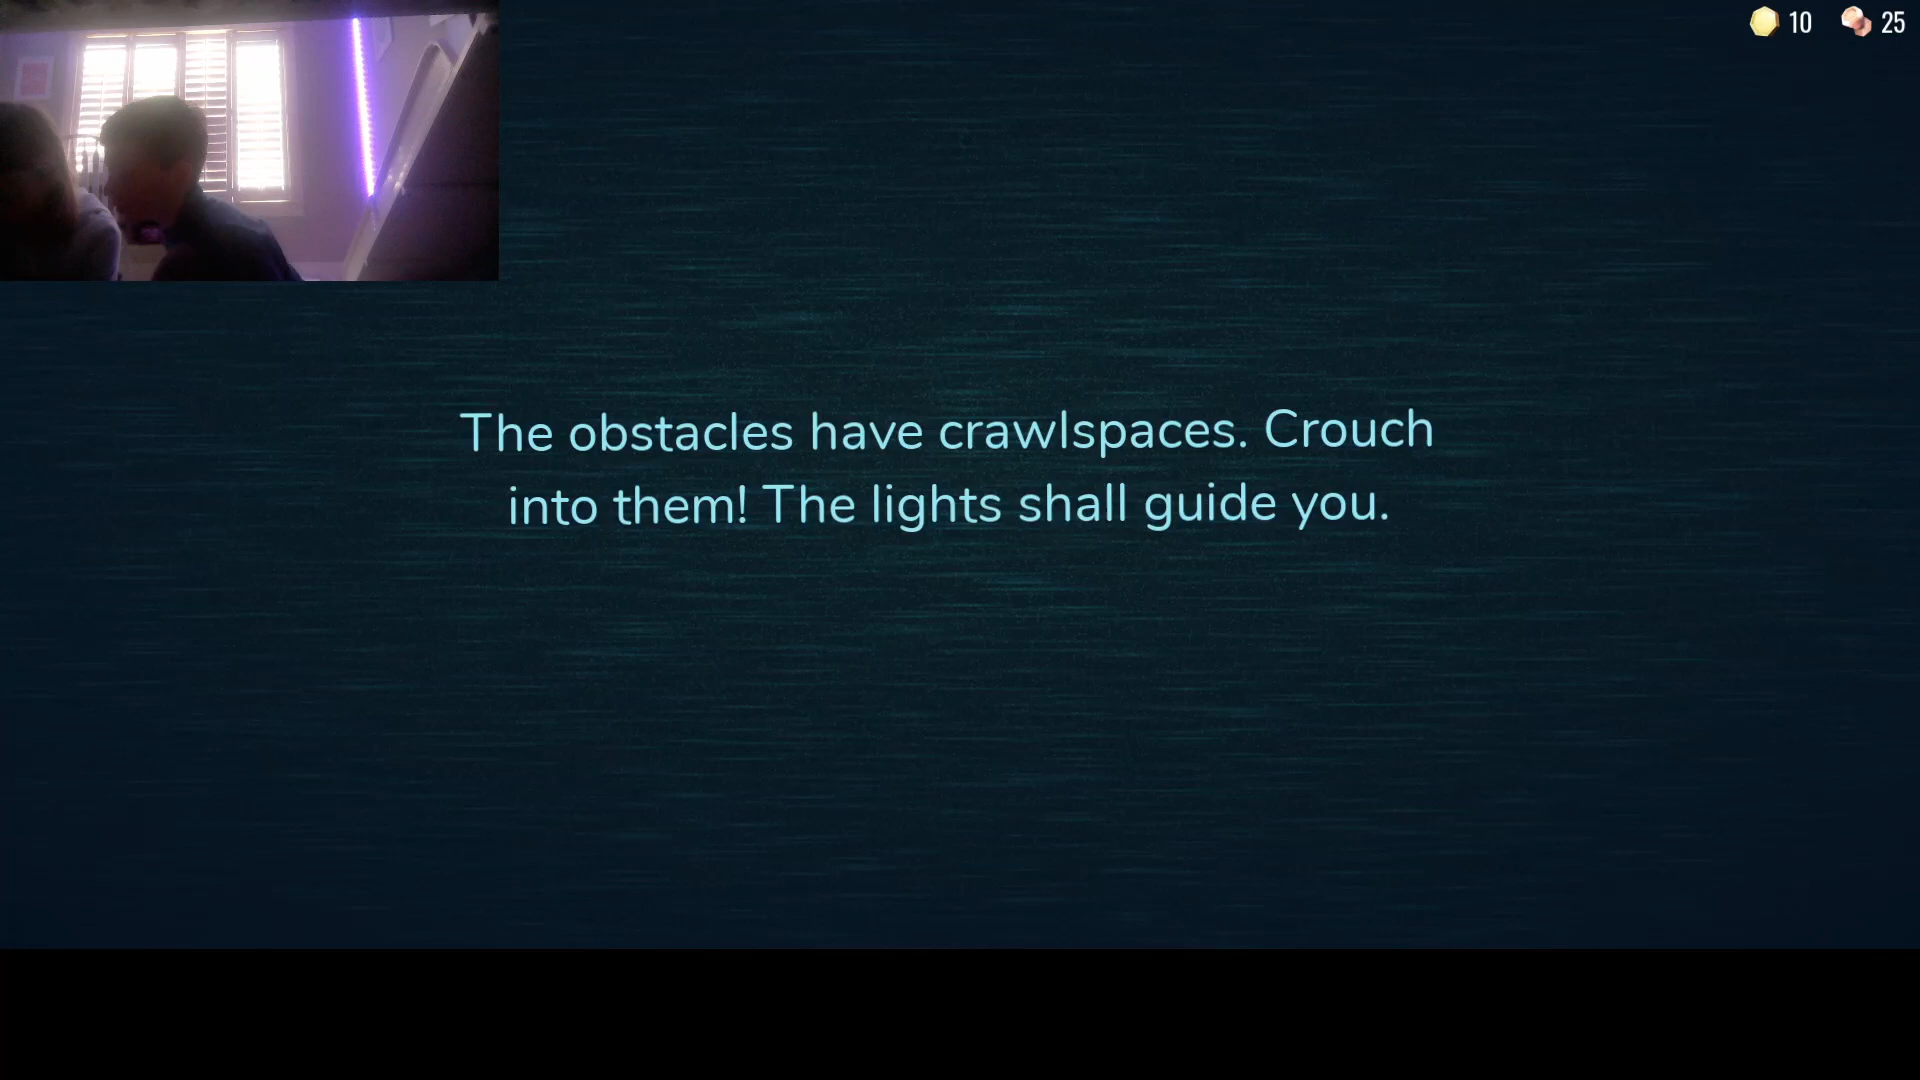 10 25
The obstacles have crawlspaces. Crouch
into them! The lights shall guide you.